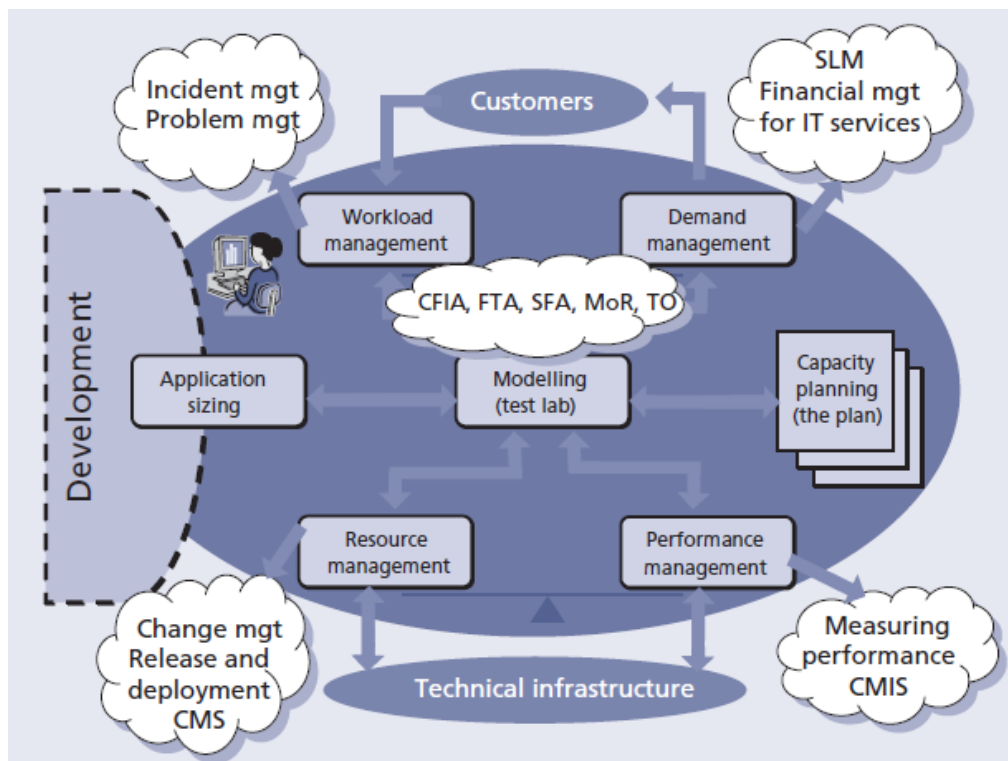 Incident mgt
Problem mgt
Customers
SLM
Financial mgt
for IT services
Workload
management
Demand
management
CFIA, FTA, SFA, MoR, TO
Development
Application
sizing
Modelling
(test lab)
Capacity
planning
(the plan)
Resource
management
Performance
management
Change mgt
Release and
deployment
CMS
Technical infrastructure
Measuring
performance
CMIS